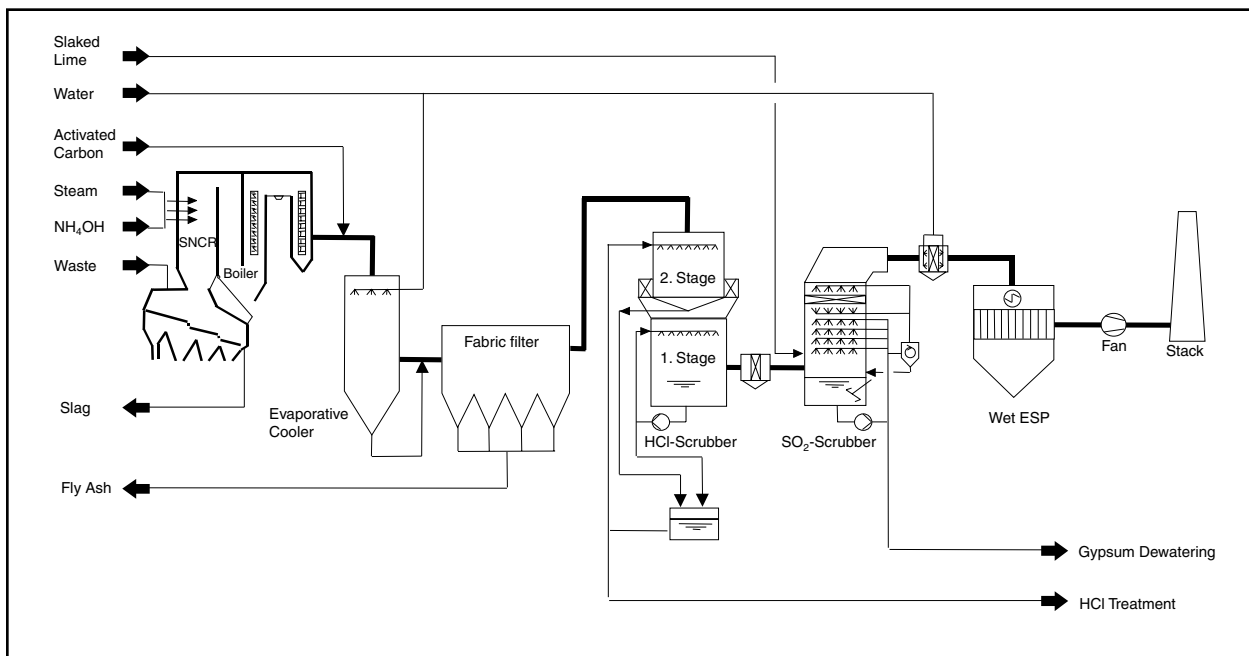 Slaked
Lime
Water
Activated
Carbon
Steam
NH₄OH
SNCR
Waste
Boiler
2. Stage
Fabric filter
1. Stage
Fan
Stack
Slag
Evaporative
Cooler
HCl-Scrubber
SO₂-Scrubber
Wet ESP
Fly Ash
Gypsum Dewatering
HCl Treatment